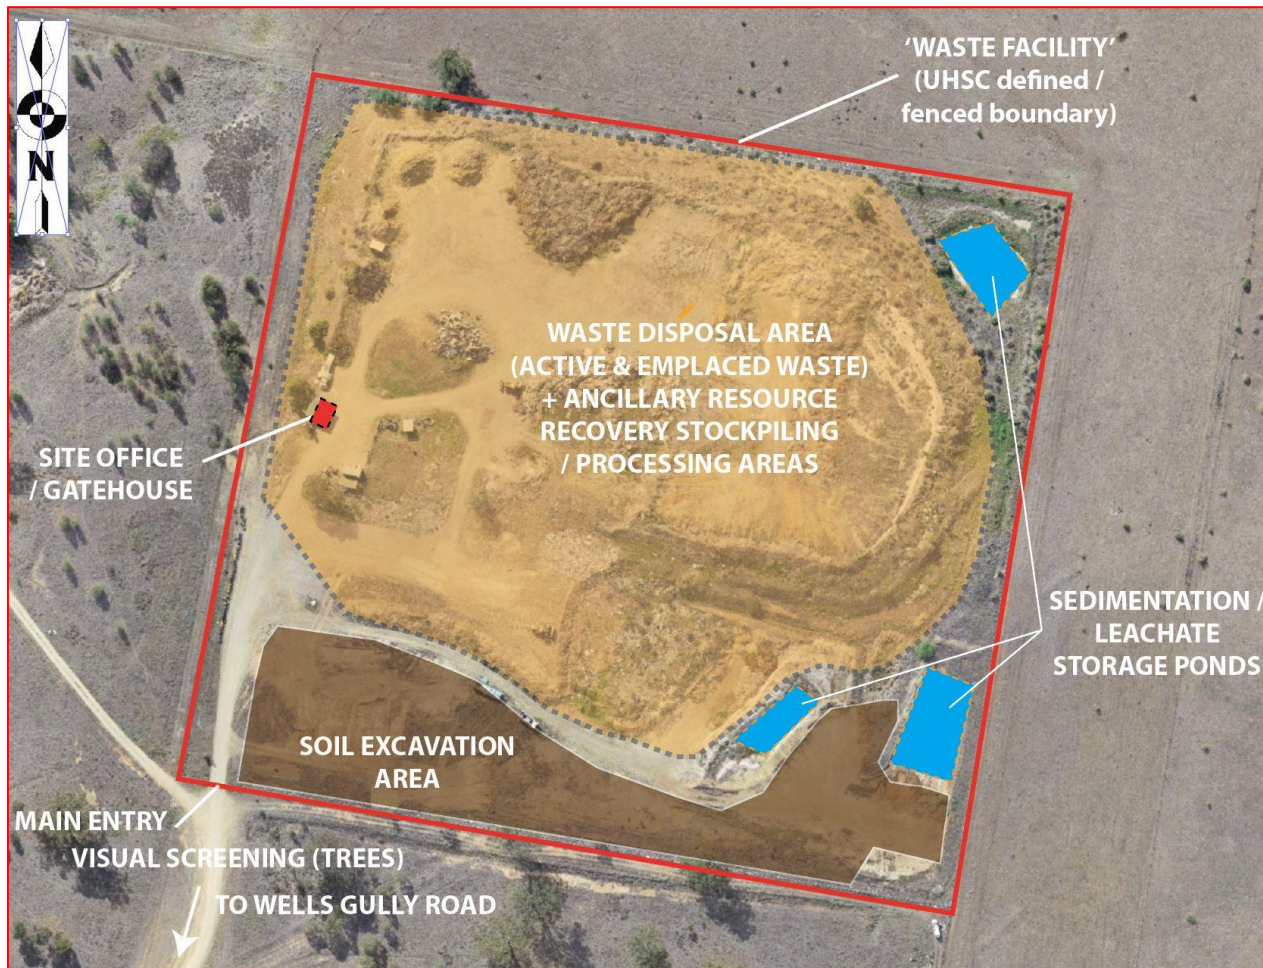 N
‘WASTE FACILITY’
(UHSC defined /
fenced boundary)
WASTE DISPOSAL AREA
(ACTIVE & EMPLACED WASTE)
+ ANCILLARY RESOURCE
RECOVERY STOCKPILING
/ PROCESSING AREAS
SITE OFFICE
/ GATEHOUSE
SEDIMENTATION /
LEACHATE
STORAGE PONDS
SOIL EXCAVATION
AREA
MAIN ENTRY
VISUAL SCREENING (TREES)
TO WELLS GULLY ROAD